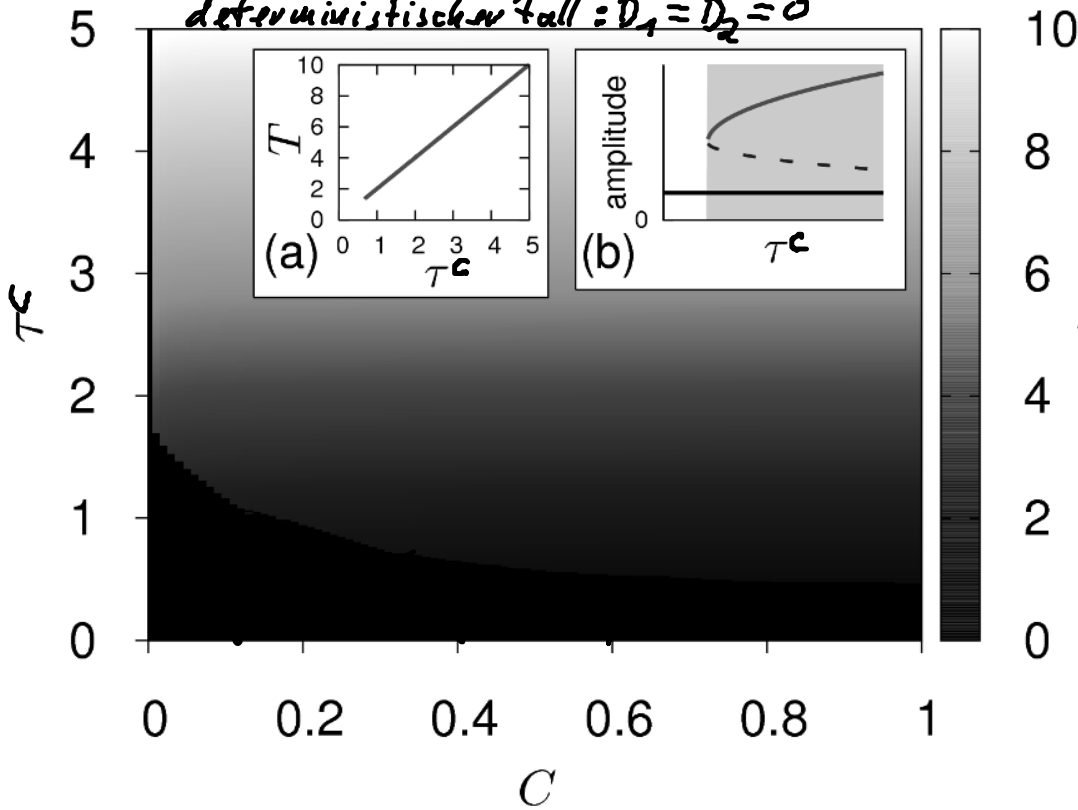 deterministischer Fall : D₁ = D₂ = 0
5
4
3
2
1
0
τᶜ
0 0.2 0.4 0.6 0.8 1
C
10
8
6
4
2
0
10
8
6
4
2
0
T
0 1 2 3 4 5
τᶜ
(a)
amplitude
0
τᶜ
(b)